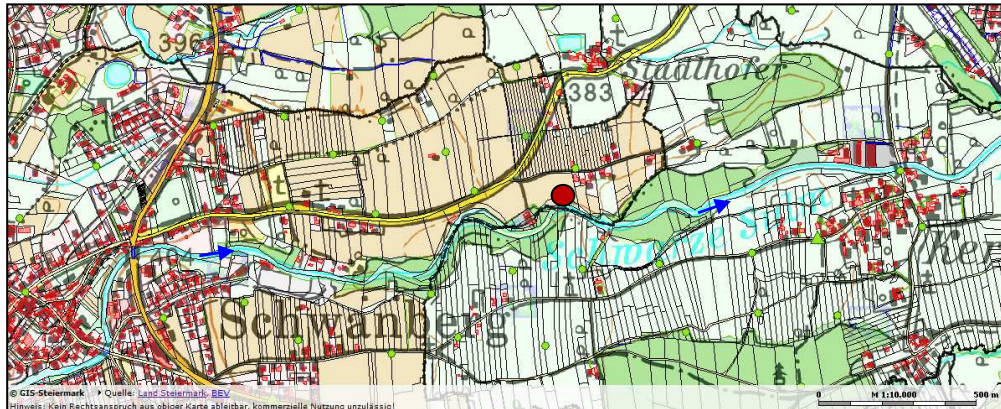 396
Stadlhofer
383
Schwarze Sulm
Schwanberg
© GIS-Steiermark Quelle: Land Steiermark, BEV
0 M 1:10.000 500 m
Hinweis: Kein Rechtsanspruch aus obiger Karte ableitbar, kommerzielle Nutzung unzulässig!